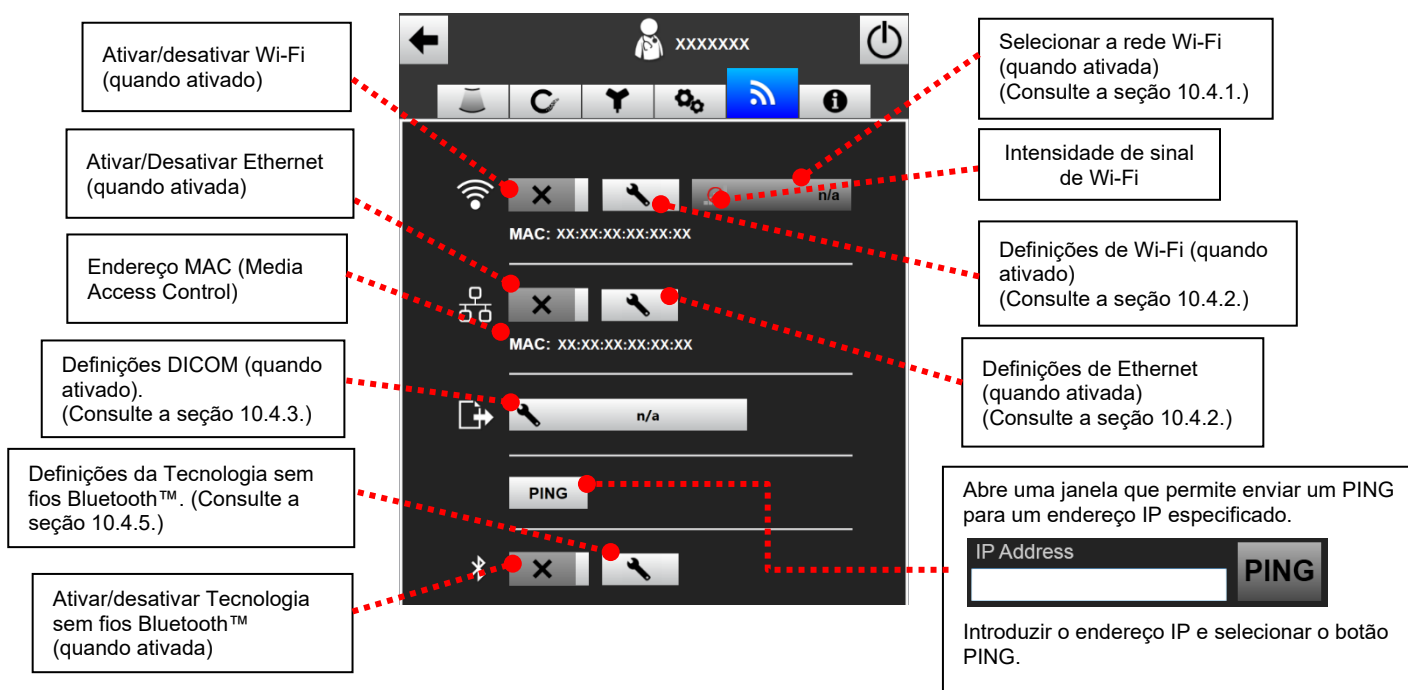 Ativar/desativar Wi-Fi
(quando ativado)
Ativar/Desativar Ethernet
(quando ativada)
Endereço MAC (Media
Access Control)
Definições DICOM (quando
ativado).
(Consulte a seção 10.4.3.)
Definições da Tecnologia sem
fios Bluetooth™. (Consulte a
seção 10.4.5.)
Ativar/desativar Tecnologia
sem fios Bluetooth™
(quando ativada)
xxxxxxx
n/a
MAC: XX:XX:XX:XX:XX:XX
MAC: XX:XX:XX:XX:XX:XX
n/a
PING
Selecionar a rede Wi-Fi
(quando ativada)
(Consulte a seção 10.4.1.)
Intensidade de sinal
de Wi-Fi
Definições de Wi-Fi (quando
ativado)
(Consulte a seção 10.4.2.)
Definições de Ethernet
(quando ativada)
(Consulte a seção 10.4.2.)
Abre uma janela que permite enviar um PING
para um endereço IP especificado.
IP Address
PING
Introduzir o endereço IP e selecionar o botão
PING.